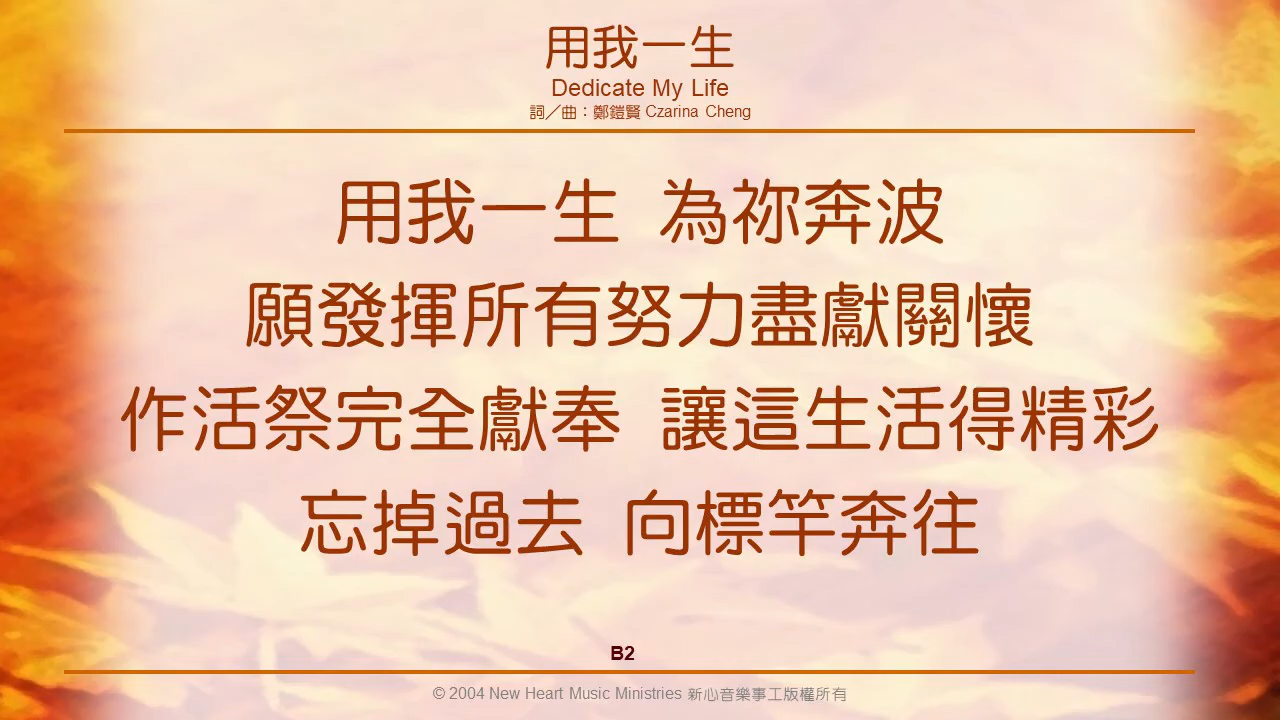 用我一生
Dedicate My Life
詞／曲：鄭鎧賢 Czarina Cheng
用我一生 為祢奔波
願發揮所有努力盡獻關懷
作活祭完全獻奉 讓這生活得精彩
忘掉過去 向標竿奔往
B2
© 2004 New Heart Music Ministries 新心音樂事工版權所有